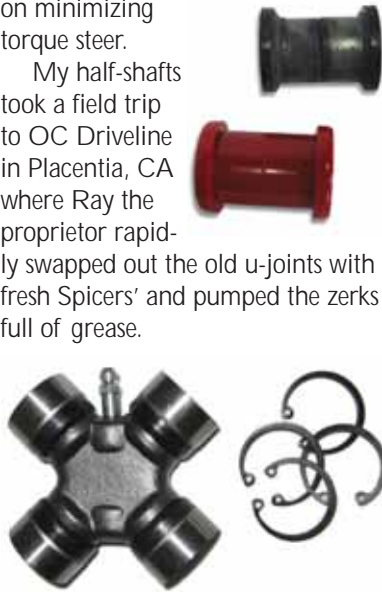 on minimizing
torque steer.
My half-shafts
took a field trip
to OC Driveline
in Placentia, CA
where Ray the
proprietor rapid-
ly swapped out the old u-joints with
fresh Spicers’ and pumped the zerks
full of grease.